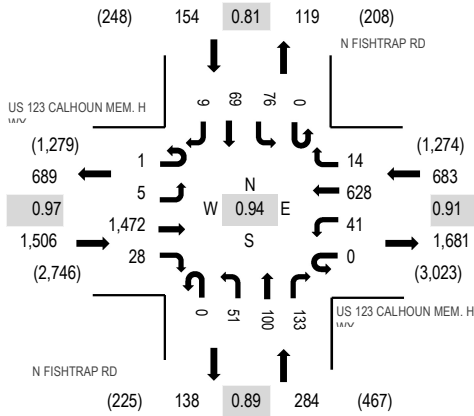 (248) 154 0.81 119 (208)
N FISHTRAP RD
US 123 CALHOUN MEM. H
WY
9 69 76 0
(1,279)
689
0.97
1,506
(2,746)
1
5
1,472
28
N
W 0.94 E
S
14
628
41
0
(1,274)
683
0.91
1,681
(3,023)
0 51 100 133
US 123 CALHOUN MEM. H
WY
N FISHTRAP RD
(225) 138 0.89 284 (467)